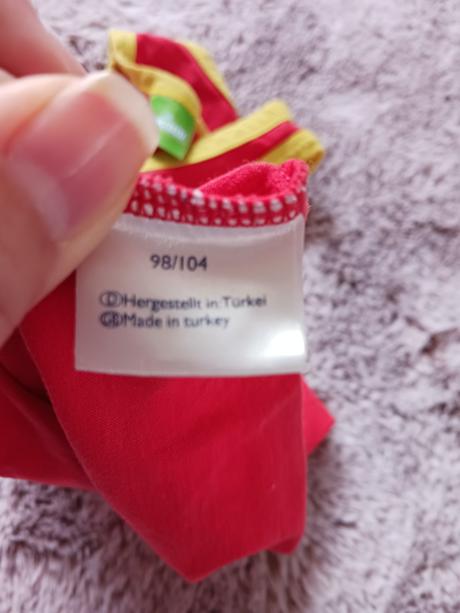 98/104
Ⓓ Hergestellt in Türkei
ⒼⒷ Made in turkey